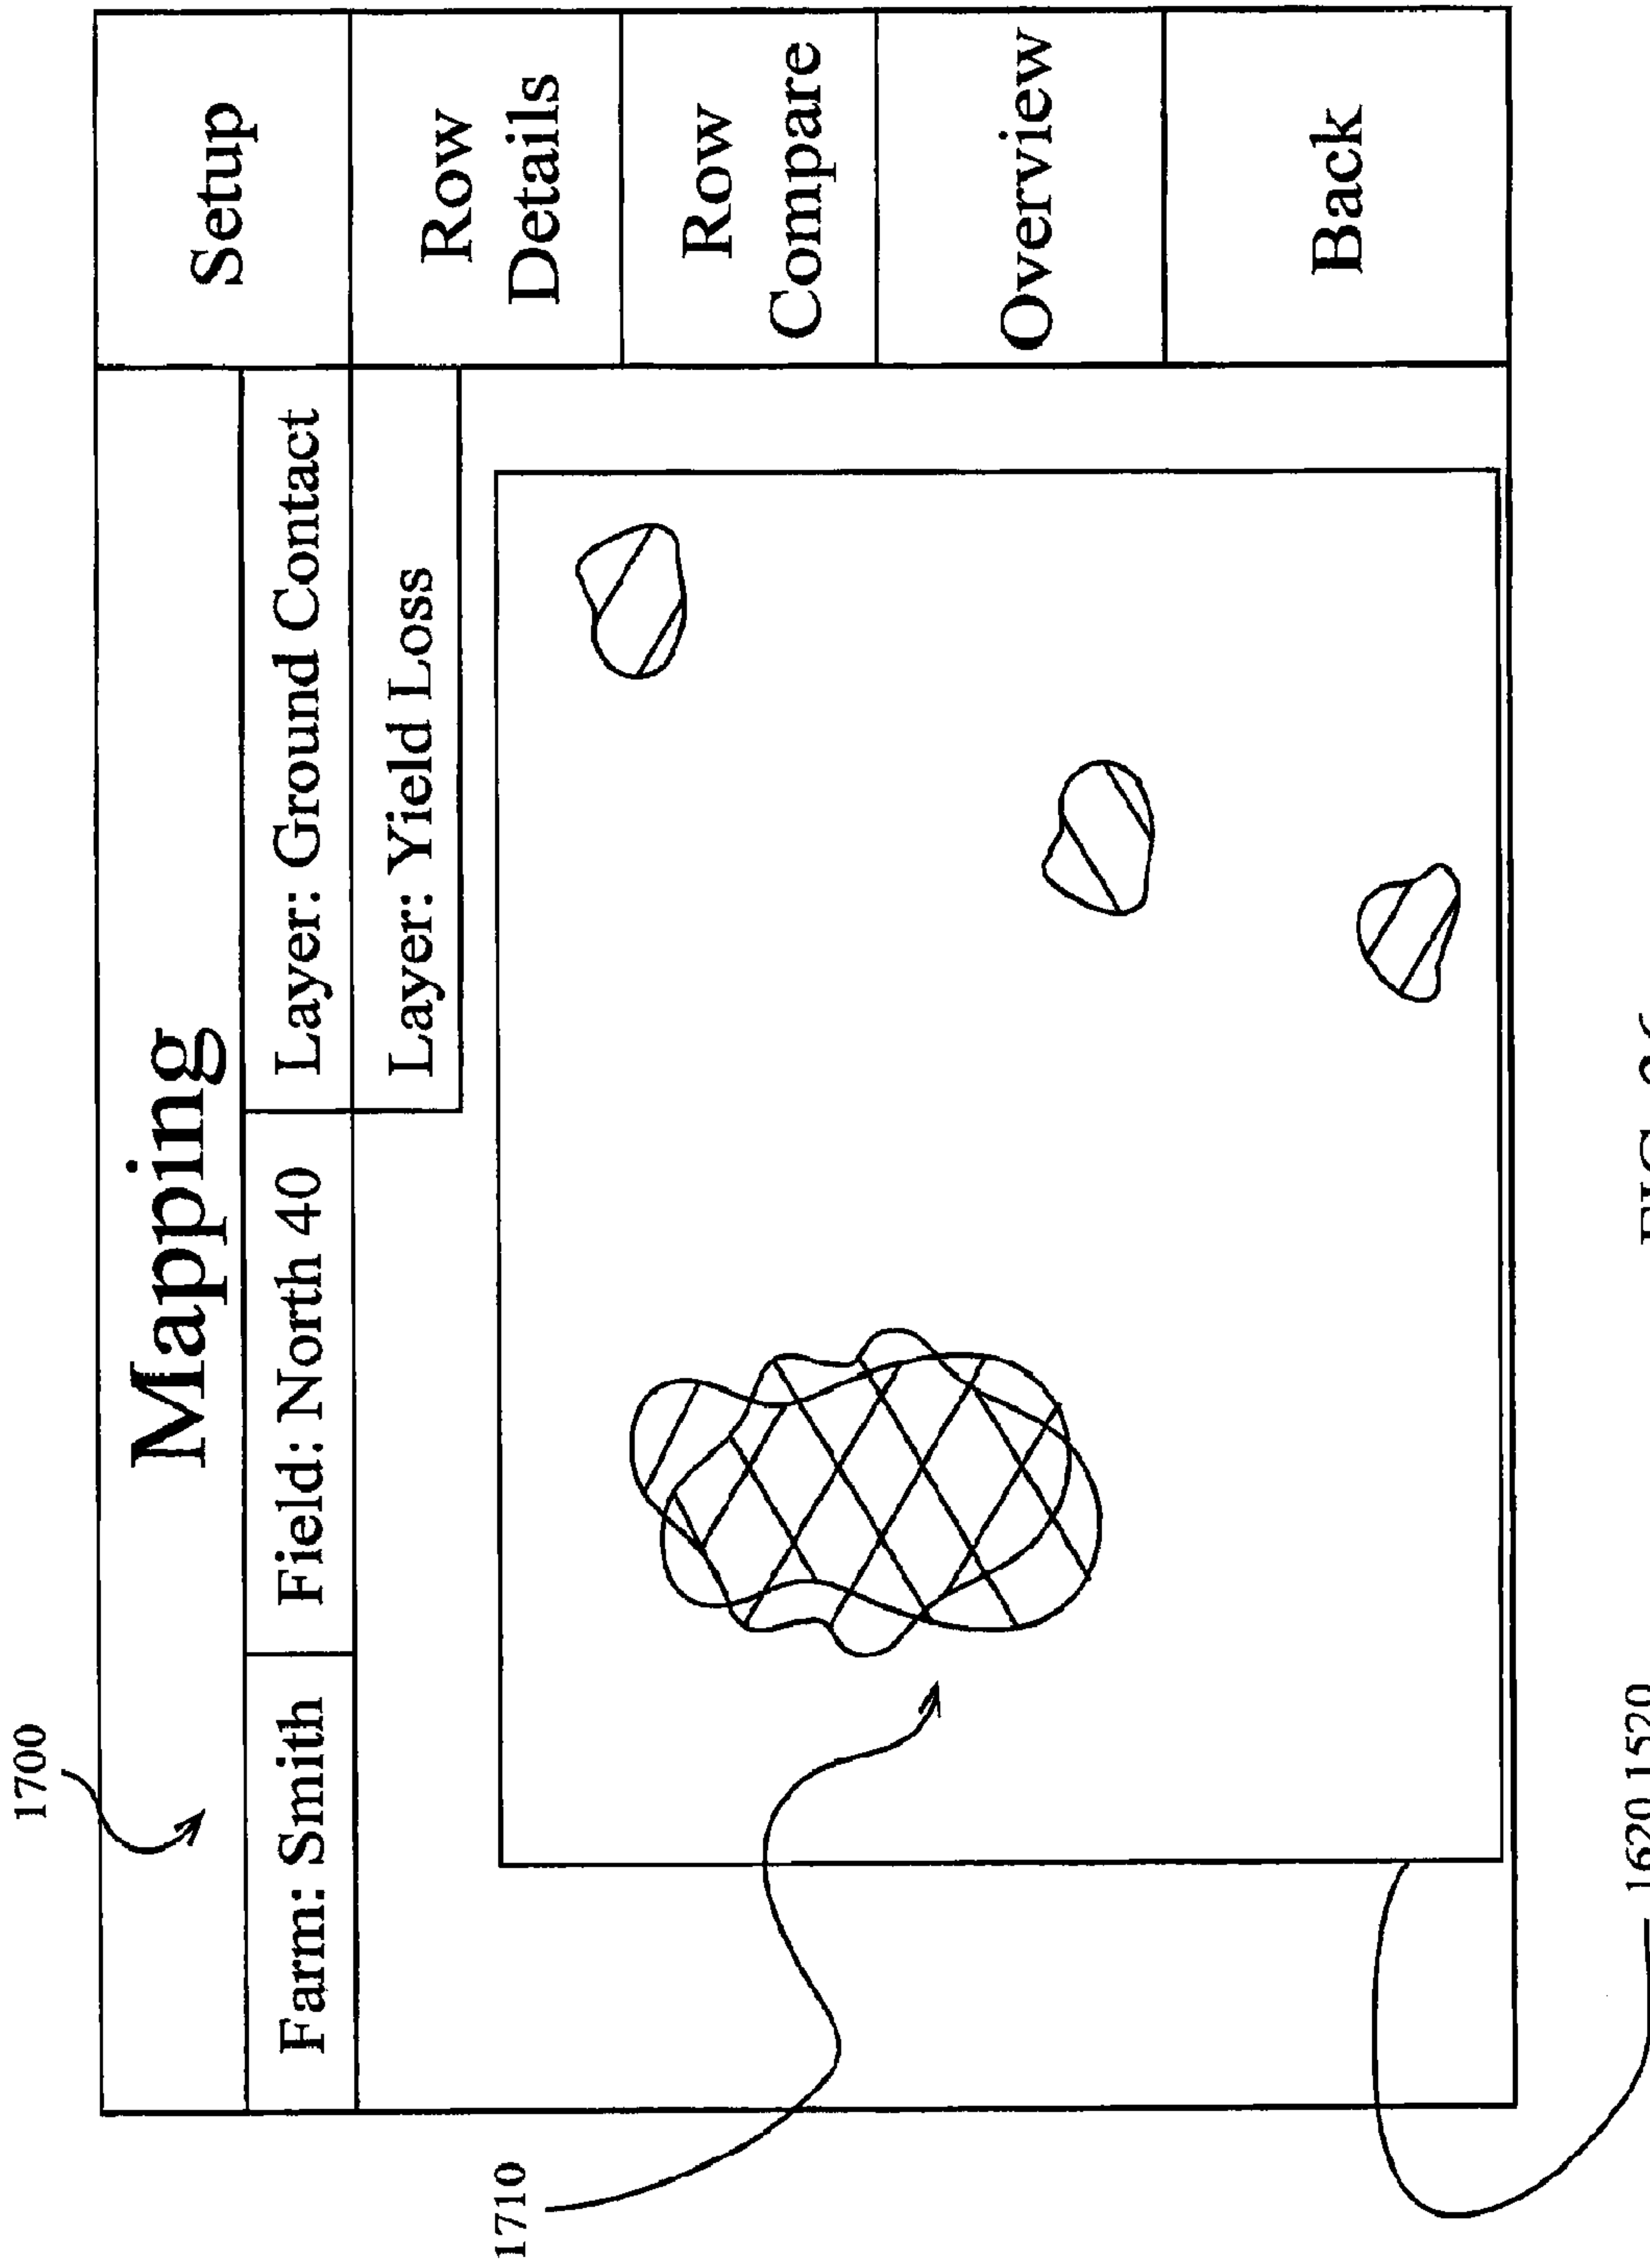 1700
Mapping
Setup
Farm: Smith
Field: North 40
Layer: Ground Contact
Layer: Yield Loss
Row
Details
Row
Compare
Overview
Back
1710
1620 1520